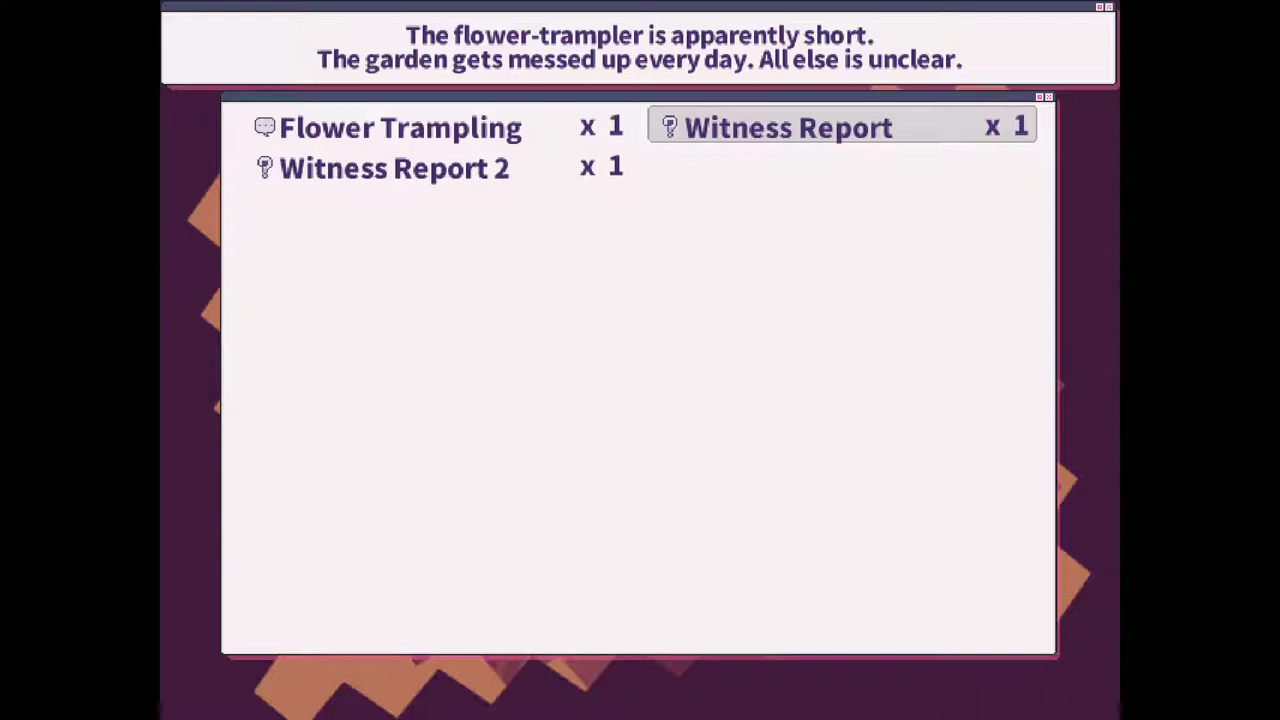 The flower-trampler is apparently short.
The garden gets messed up every day. All else is unclear.
Flower Trampling x 1 Witness Report x 1
Witness Report 2 x 1